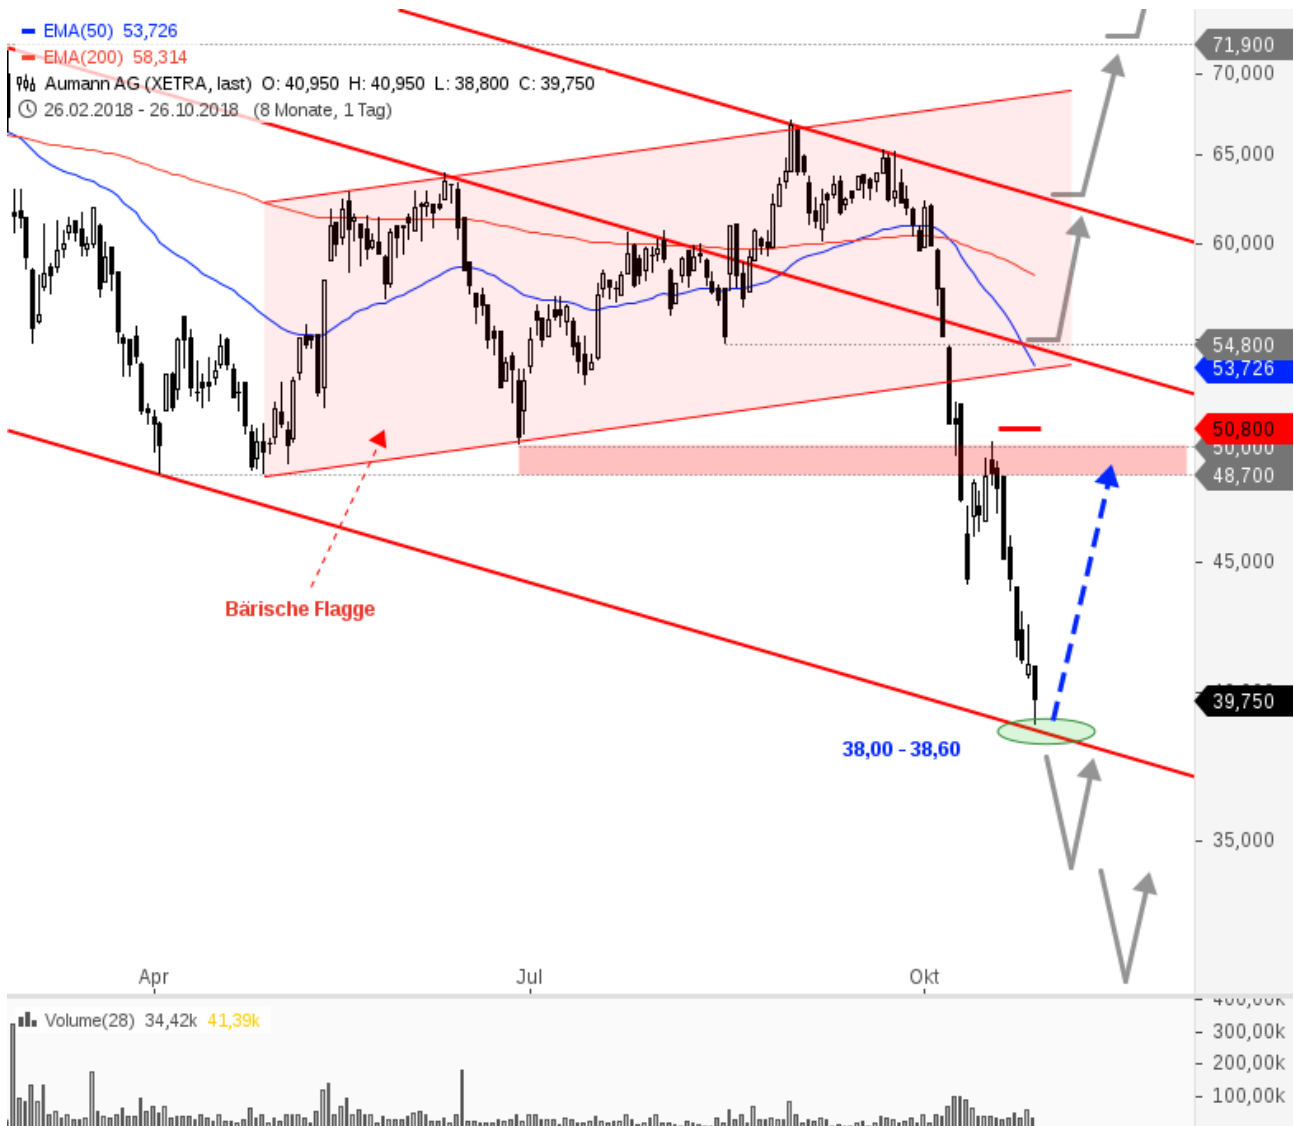 EMA(50) 53,726
EMA(200) 58,314
Aumann AG (XETRA, last) O: 40,950 H: 40,950 L: 38,800 C: 39,750
26.02.2018 - 26.10.2018 (8 Monate, 1 Tag)
71,900
70,000
65,000
60,000
54,800
53,726
50,800
50,000
48,700
45,000
Bärische Flagge
39,750
38,00 - 38,60
35,000
Apr Jul Okt
Volume(28) 34,42k 41,39k
400,00k
300,00k
200,00k
100,00k